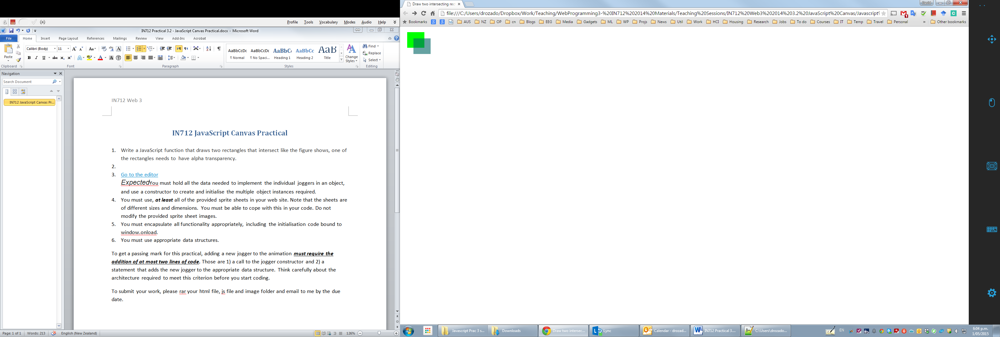 Profile Tools Vocabulary Modes Audio Help
IN712 Practical 3.2 - JavaScript Canvas Practical.docx - Microsoft Word
File Home Insert Page Layout References Mailings Review View Add-Ins Acrobat
Calibri (Body) 11
Paste
AaBbCcDc AaBbCcDc AaBbC AaBbCc AaB
¶ Normal ¶ No Spaci... Heading 1 Heading 2 Title
Change Styles
Find
Replace
Select
Clipboard Font Paragraph Styles Editing
Navigation
Search Document
IN712 JavaScript Canvas Pr...
IN712 Web 3
IN712 JavaScript Canvas Practical
1. Write a JavaScript function that draws two rectangles that intersect like the figure shows, one of
the rectangles needs to have alpha transparency.
2.
3. Go to the editor
ExpectedYou must hold all the data needed to implement the individual joggers in an object,
and use a constructor to create and initialise the multiple object instances required.
4. You must use, at least all of the provided sprite sheets in your web site. Note that the sheets are
of different sizes and dimensions. You must be able to cope with this in your code. Do not
modify the provided sprite sheet images.
5. You must encapsulate all functionality appropriately, including the initialisation code bound to
window.onload.
6. You must use appropriate data structures.
To get a passing mark for this practical, adding a new jogger to the animation must require the
addition of at most two lines of code. Those are 1) a call to the jogger constructor and 2) a
statement that adds the new jogger to the appropriate data structure. Think carefully about the
architecture required to meet this criterion before you start coding.
To submit your work, please rar your html file, js file and image folder and email to me by the due
date.
Page: 1 of 1 Words: 213 English (New Zealand) 126%
Draw two intersecting rec
David
file:///C:/Users/drozado/Dropbox/Work/Teaching/WebProgramming3-%20IN712%202014%20Materials/Teaching%20Sessions/IN712%20Web3%202014%203.2%20JavaScript%20Canvas/Javascript%
Bookmarks AUS NZ OP cn Blogs EEG Media Gadgets ML WP Projs News Util Work HCI Housing Research Jobs To do Courses IT Temp Travel Personal » Other bookmarks
Javascript Prac 3 s... Downloads Draw two intersec... Lync Calendar - drozad... IN712 Practical 3.... C:\Users\drozado... EN 6:04 p.m.
1/05/2015